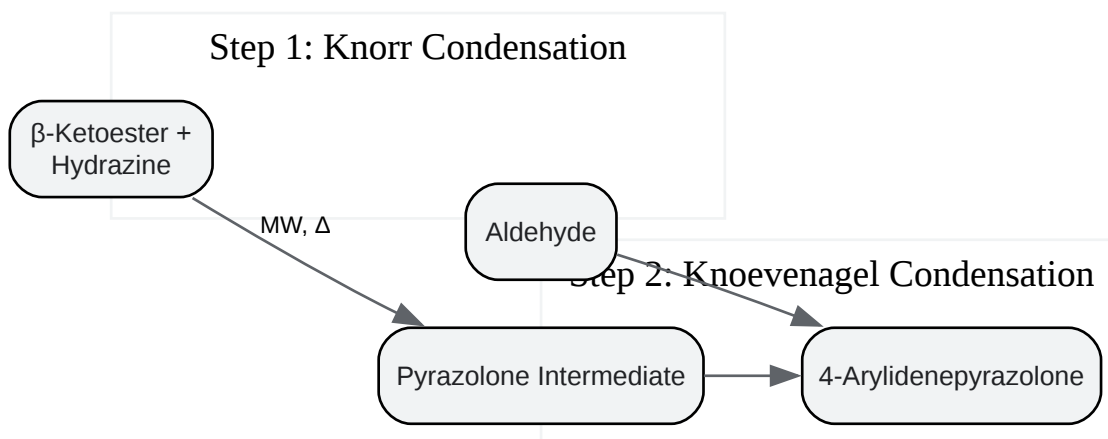 Step 1: Knorr Condensation
β-Ketoester +
Hydrazine
MW, Δ
Aldehyde
Step 2: Knoevenagel Condensation
Pyrazolone Intermediate
4-Arylidenepyrazolone